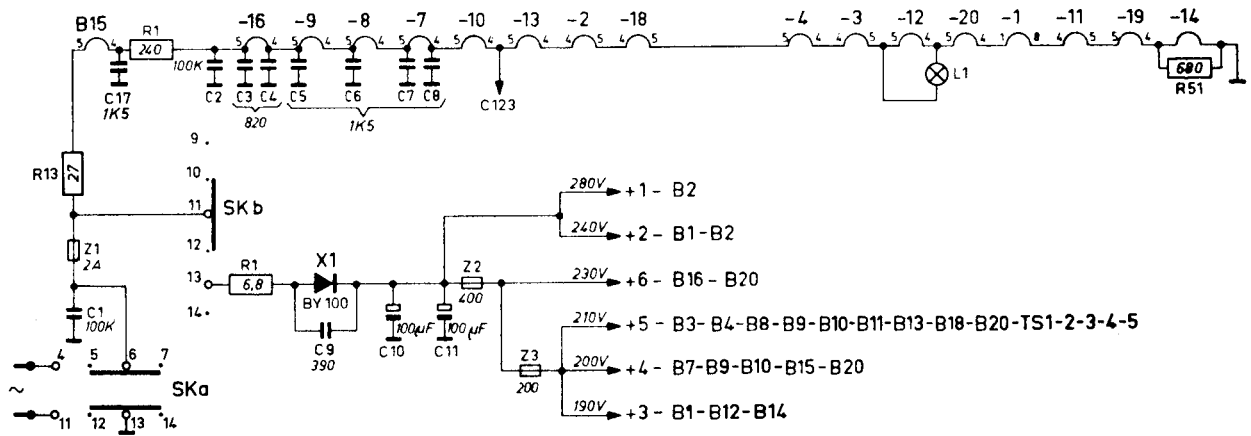 B15 -16 -9 -8 -7 -10 -13 -2 -18 -4 -3 -12 -20 -1 -11 -19 -14
5 4 R1 5 4 5 4 5 4 5 4 5 4 5 4 5 4 4 5 5 4 4 5 5 4 5 4 1 8 4 5 5 4 5 4
240
100K
680
L1
C17 C2 C3 C4 C5 C6 C7 C8 C123 R51
1K5 820 1K5
9
10
R13 27
11 SKb
12
Z1
2A
13 R1 X1
6,8 BY 100
14
C9
390
C1
100K
100µF 100µF
C10 C11
Z2
400
Z3
200
280V +1 - B2
240V +2 - B1-B2
230V +6 - B16 - B20
210V +5 - B3-B4-B8-B9-B10-B11-B13-B18-B20-TS1-2-3-4-5
200V +4 - B7-B9-B10-B15-B20
190V +3 - B1-B12-B14
4 5 6 7
~ SKa
11 12 13 14